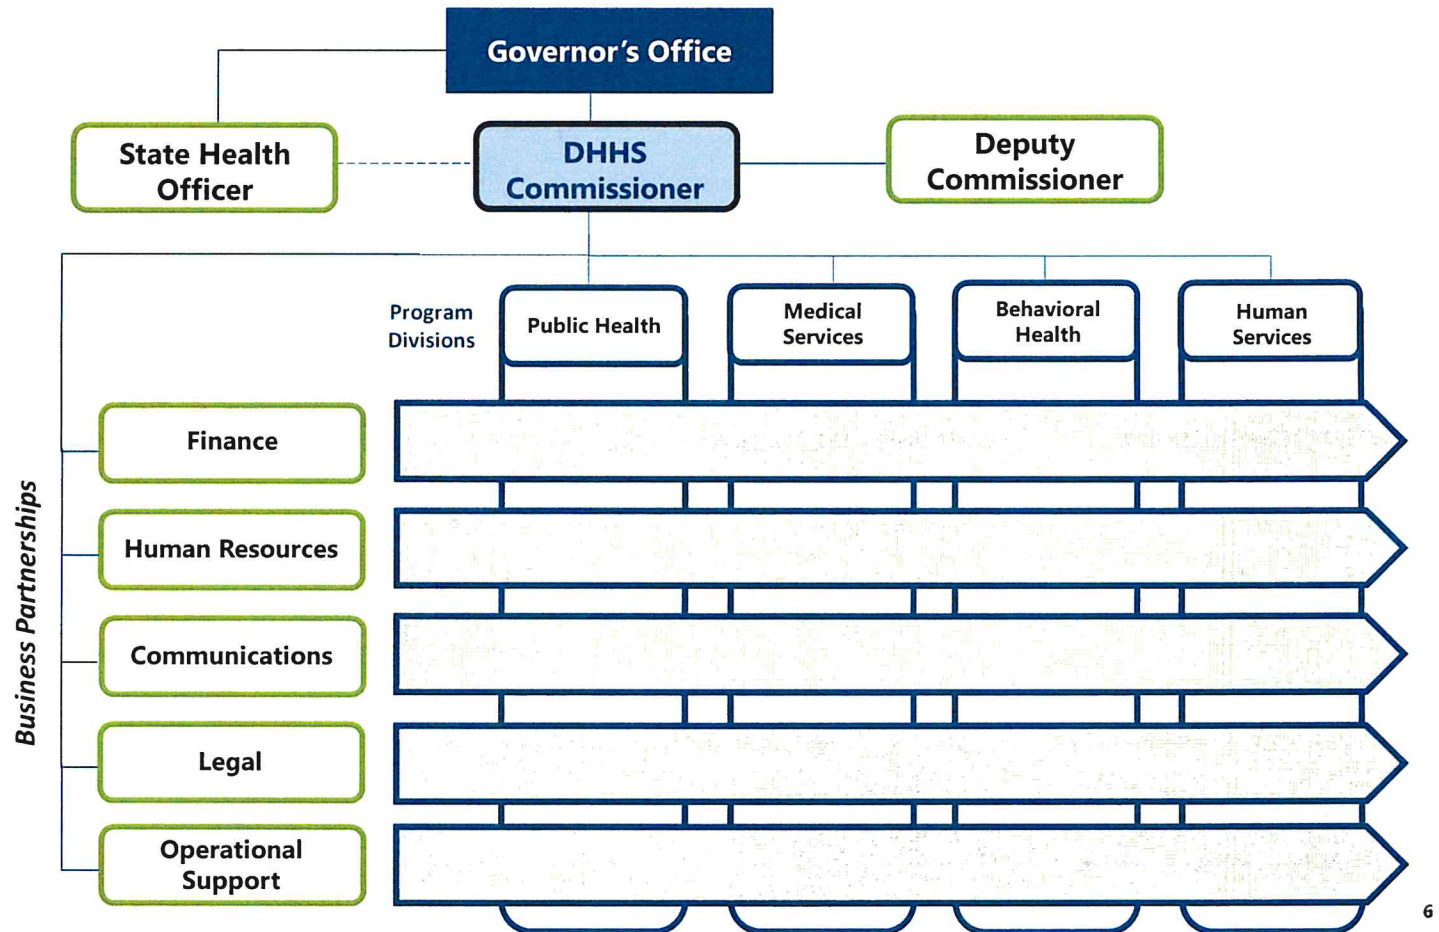 Governor's Office
State Health
Officer
DHHS
Commissioner
Deputy
Commissioner
Program
Divisions
Public Health
Medical
Services
Behavioral
Health
Human
Services
Business Partnerships
Finance
Human Resources
Communications
Legal
Operational
Support
6